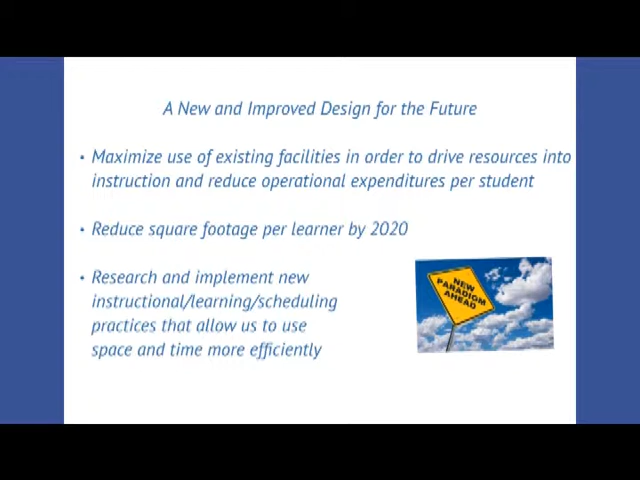 A New and Improved Design for the Future
• Maximize use of existing facilities in order to drive resources into
instruction and reduce operational expenditures per student
• Reduce square footage per learner by 2020
• Research and implement new
instructional/learning/scheduling
practices that allow us to use
space and time more efficiently
NEW
PARADIGM
AHEAD